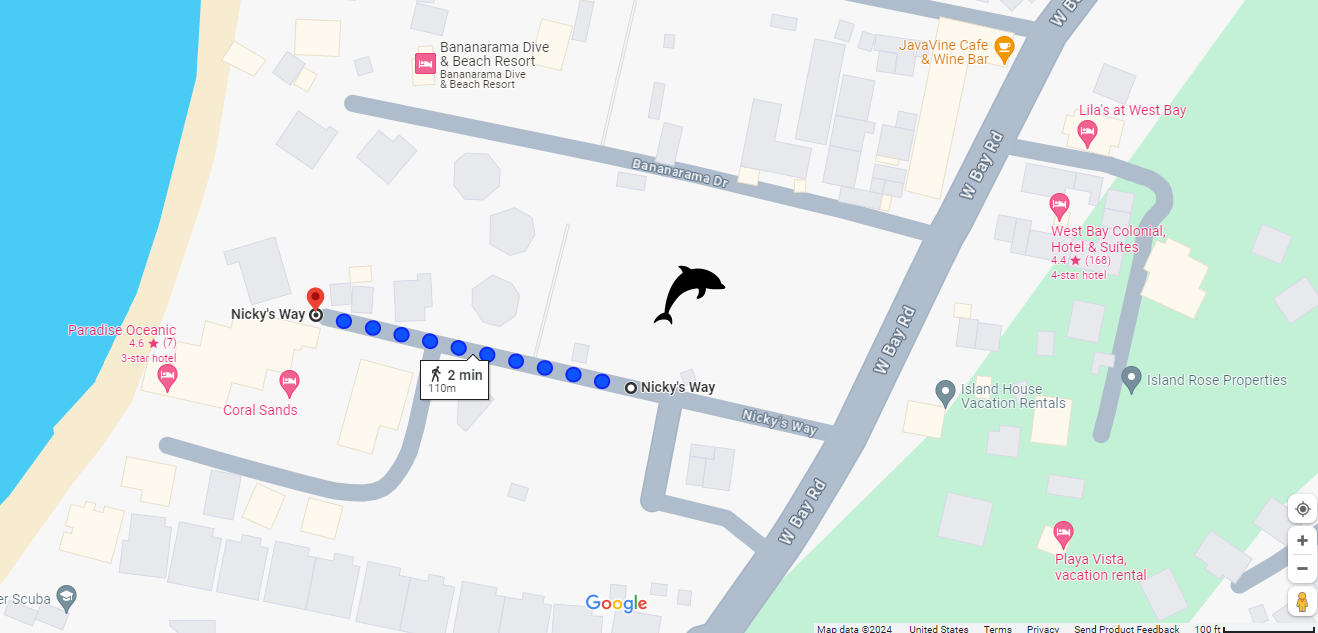 W Bay
Bananarama Dive
& Beach Resort
Bananarama Dive
& Beach Resort
JavaVine Cafe
& Wine Bar
Lila's at West Bay
Bananarama Dr
W Bay Rd
West Bay Colonial,
Hotel & Suites
4.4 ★ (168)
4-star hotel
Nicky's Way
Paradise Oceanic
4.6 ★ (7)
3-star hotel
Coral Sands
2 min
110m
Nicky's Way
Nicky's Way
W Bay Rd
Island House
Vacation Rentals
Island Rose Properties
W Bay Rd
Playa Vista,
vacation rental
er Scuba
Google
Map data ©2024 United States Terms Privacy Send Product Feedback 100 ft